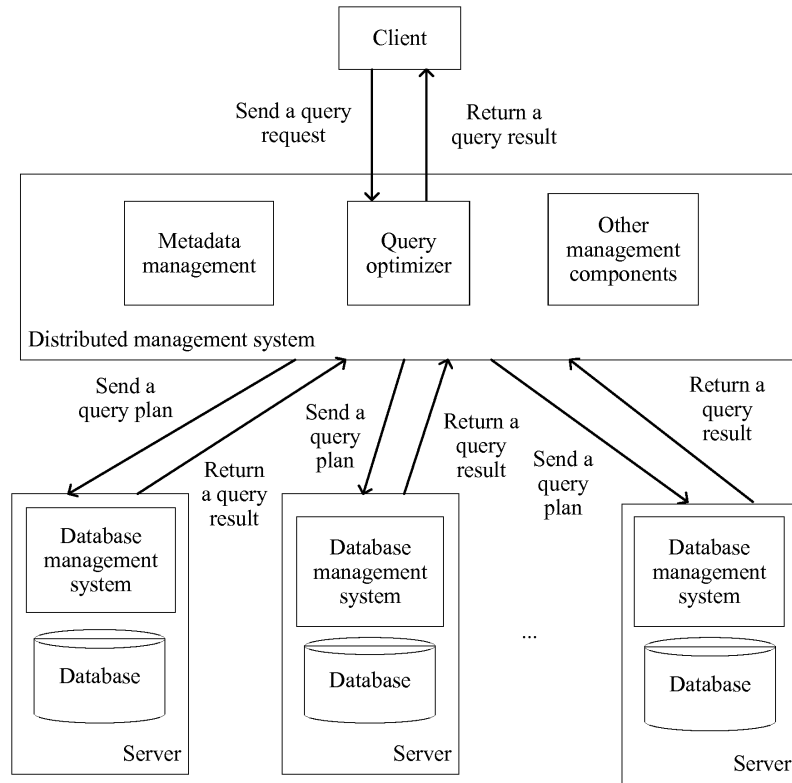 Client
Send a query
request
Return a
query result
Metadata
management
Query
optimizer
Other
management
components
Distributed management system
Send a
query plan
Return
a query
result
Send a
query
plan
Return a
query
result
Send a
query
plan
Return a
query
result
Database
management
system
Database
Server
Database
management
system
Database
Server
...
Database
management
system
Database
Server